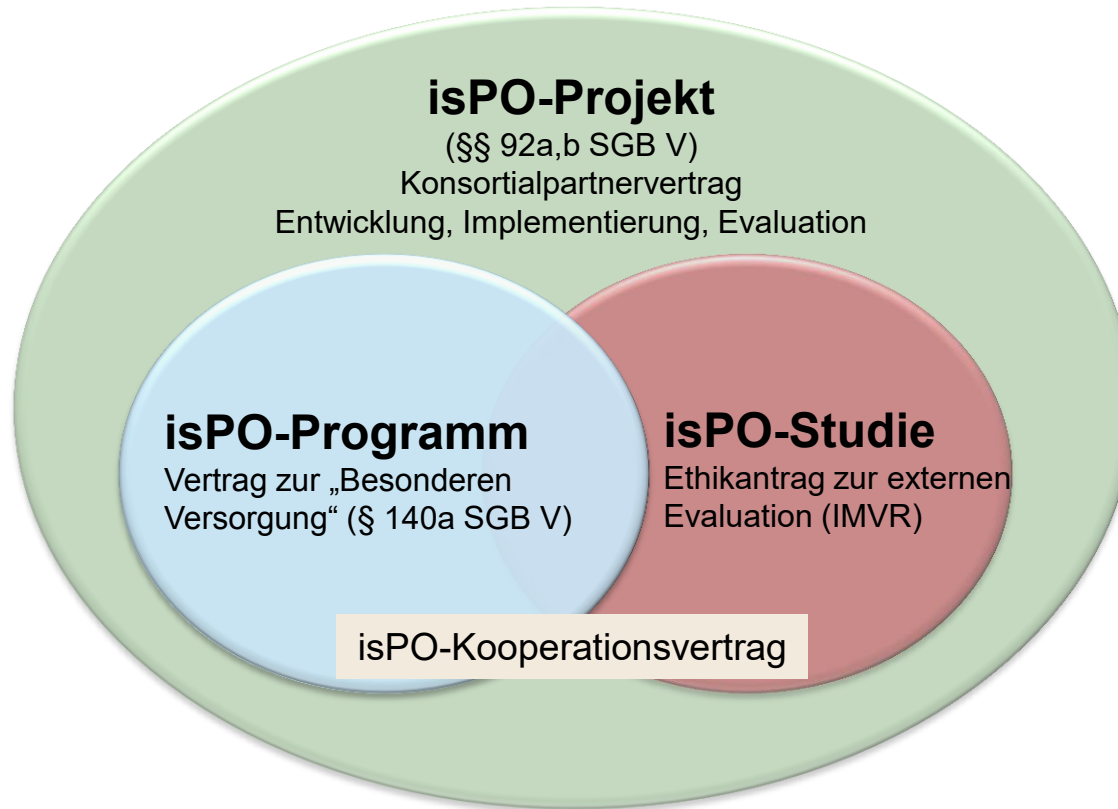 isPO-Projekt
(§§ 92a,b SGB V)
Konsortialpartnervertrag
Entwicklung, Implementierung, Evaluation
isPO-Programm
Vertrag zur „Besonderen
Versorgung“ (§ 140a SGB V)
isPO-Studie
Ethikantrag zur externen
Evaluation (IMVR)
isPO-Kooperationsvertrag